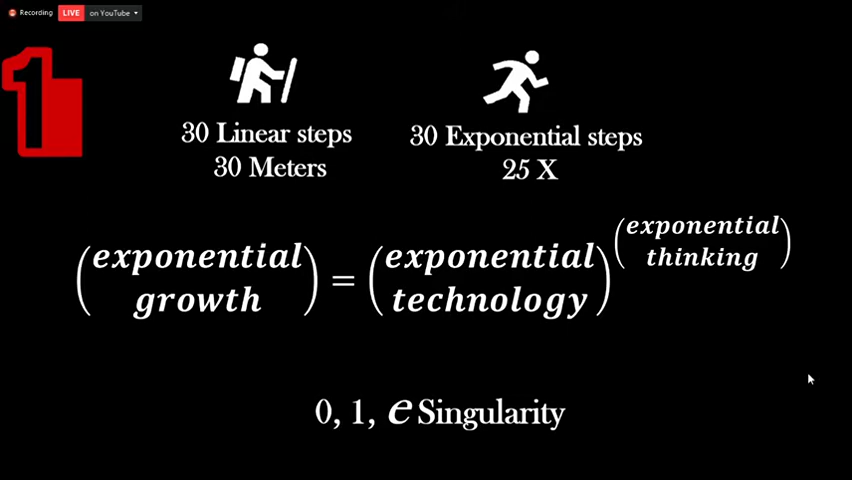 Recording LIVE on YouTube
1
30 Linear steps
30 Meters
30 Exponential steps
25 X
(exponential growth) = (exponential technology)^(exponential thinking)
0, 1, e Singularity